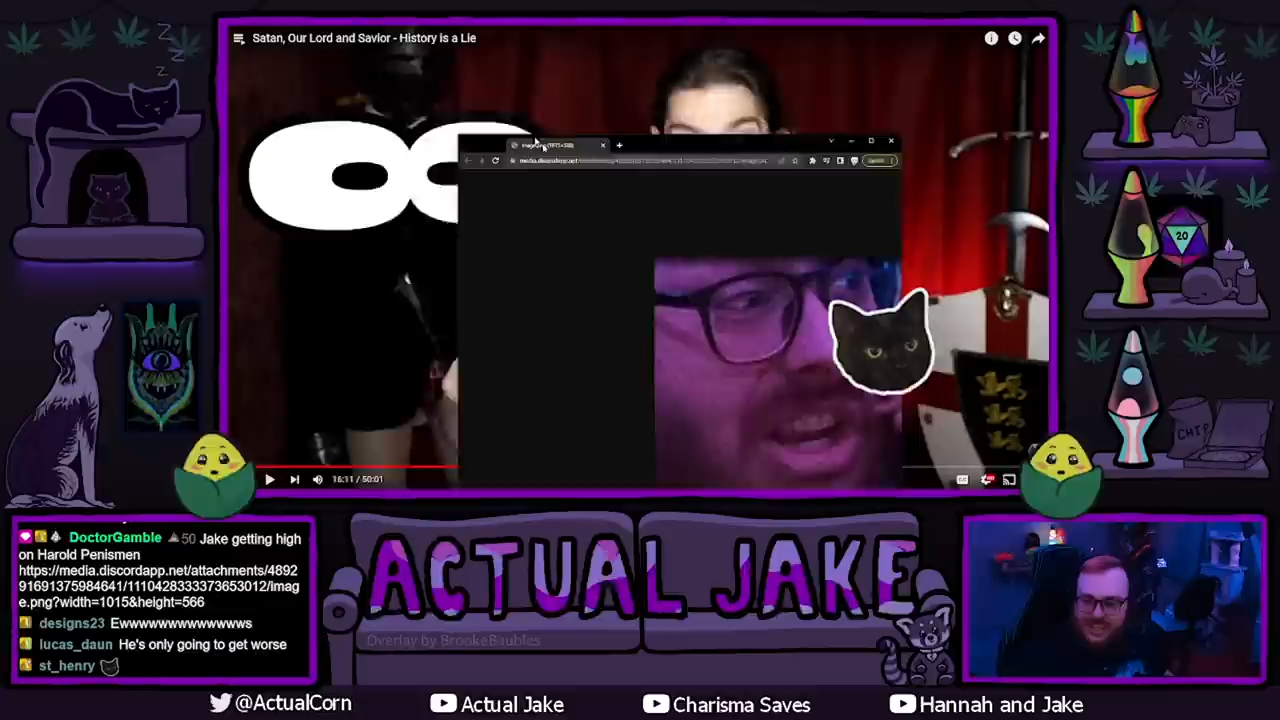 Satan, Our Lord and Savior - History is a Lie
16:11 / 50:01
20
CHIP
DoctorGamble 50 Jake getting high
on Harold Penismen
https://media.discordapp.net/attachments/4892
91691375984641/1110428333373653012/imag
e.png?width=1015&height=566
designs23 Ewwwwwwwwwwwws
lucas_daun He's only going to get worse
st_henry
ACTUAL JAKE
Overlay by BrookeBaubles
@ActualCorn
Actual Jake
Charisma Saves
Hannah and Jake